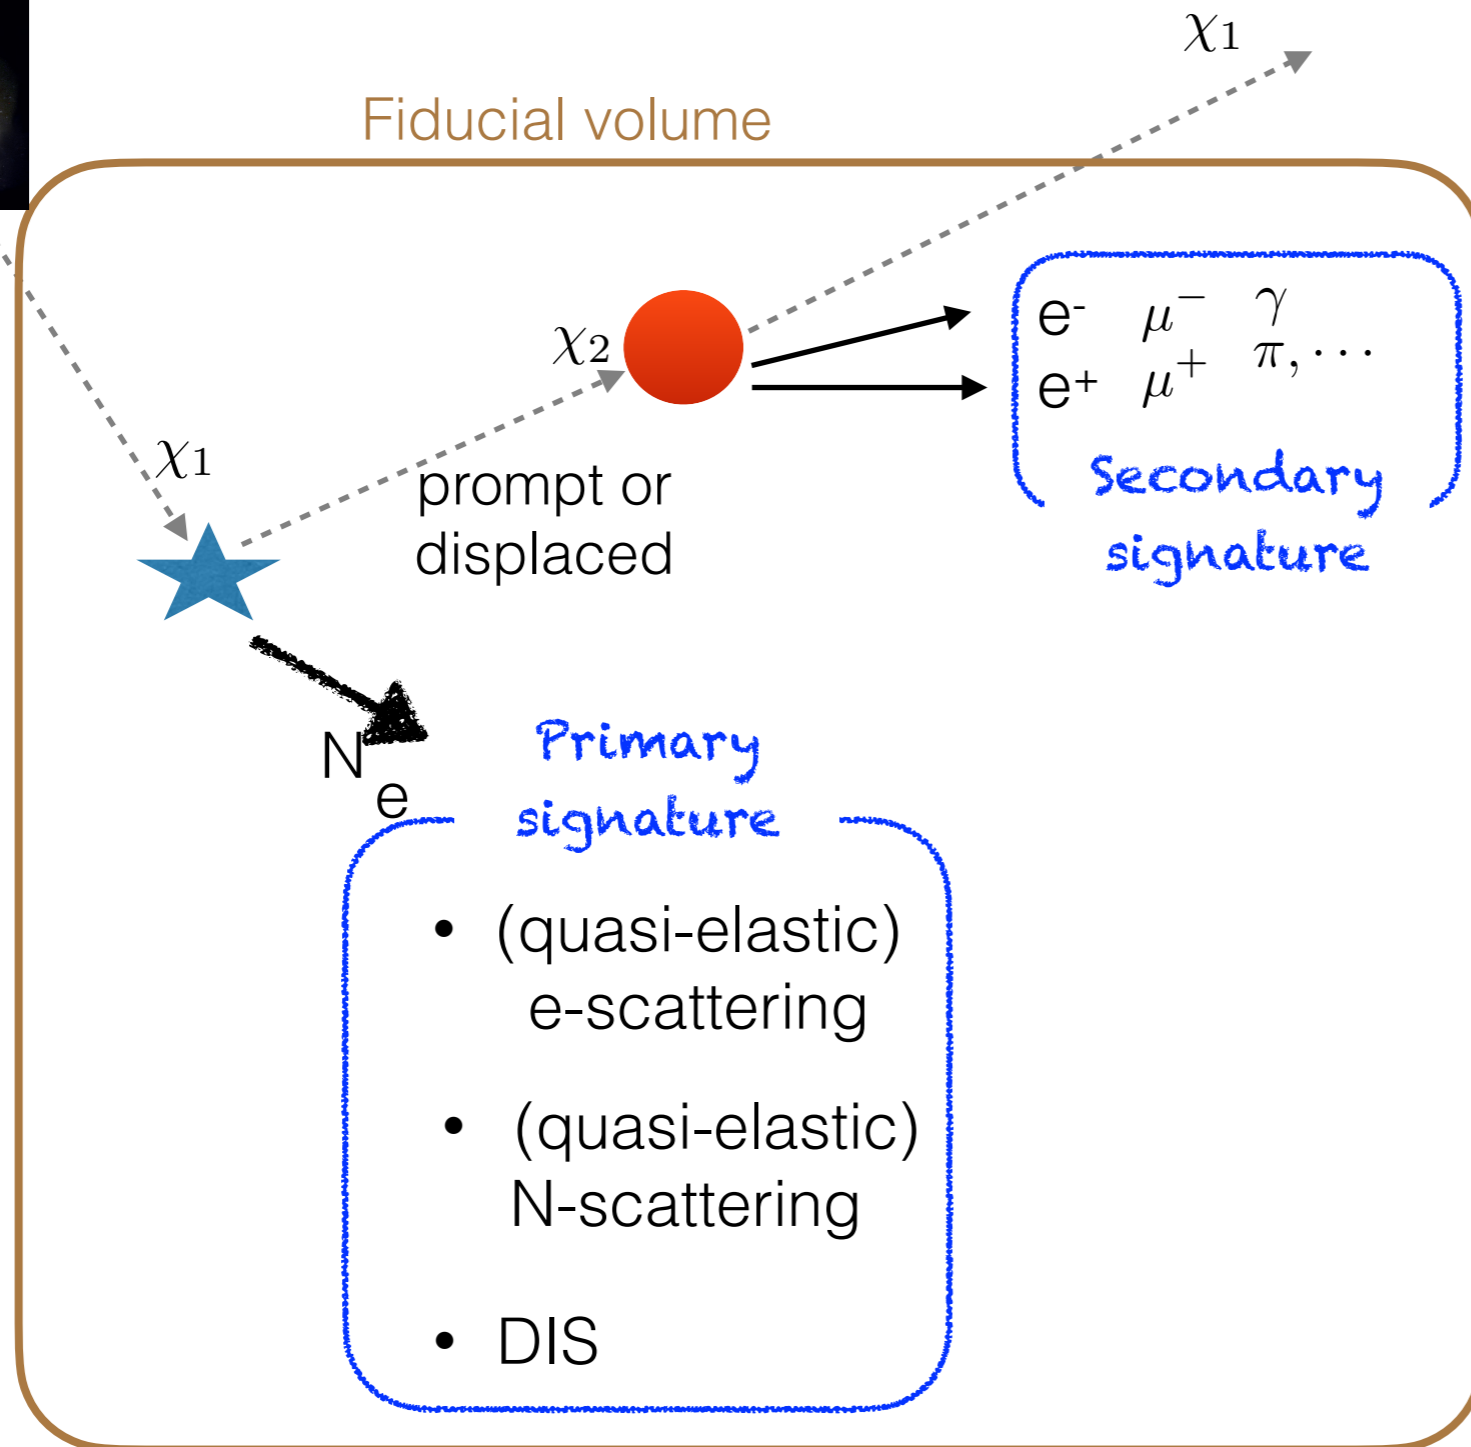 χ₁
Fiducial volume
e⁻ μ⁻ γ
π, ⋯
e⁺ μ⁺
χ₂
χ₁
prompt or
displaced
Secondary
signature
N
e
Primary
signature
• (quasi-elastic)
e-scattering
• (quasi-elastic)
N-scattering
• DIS